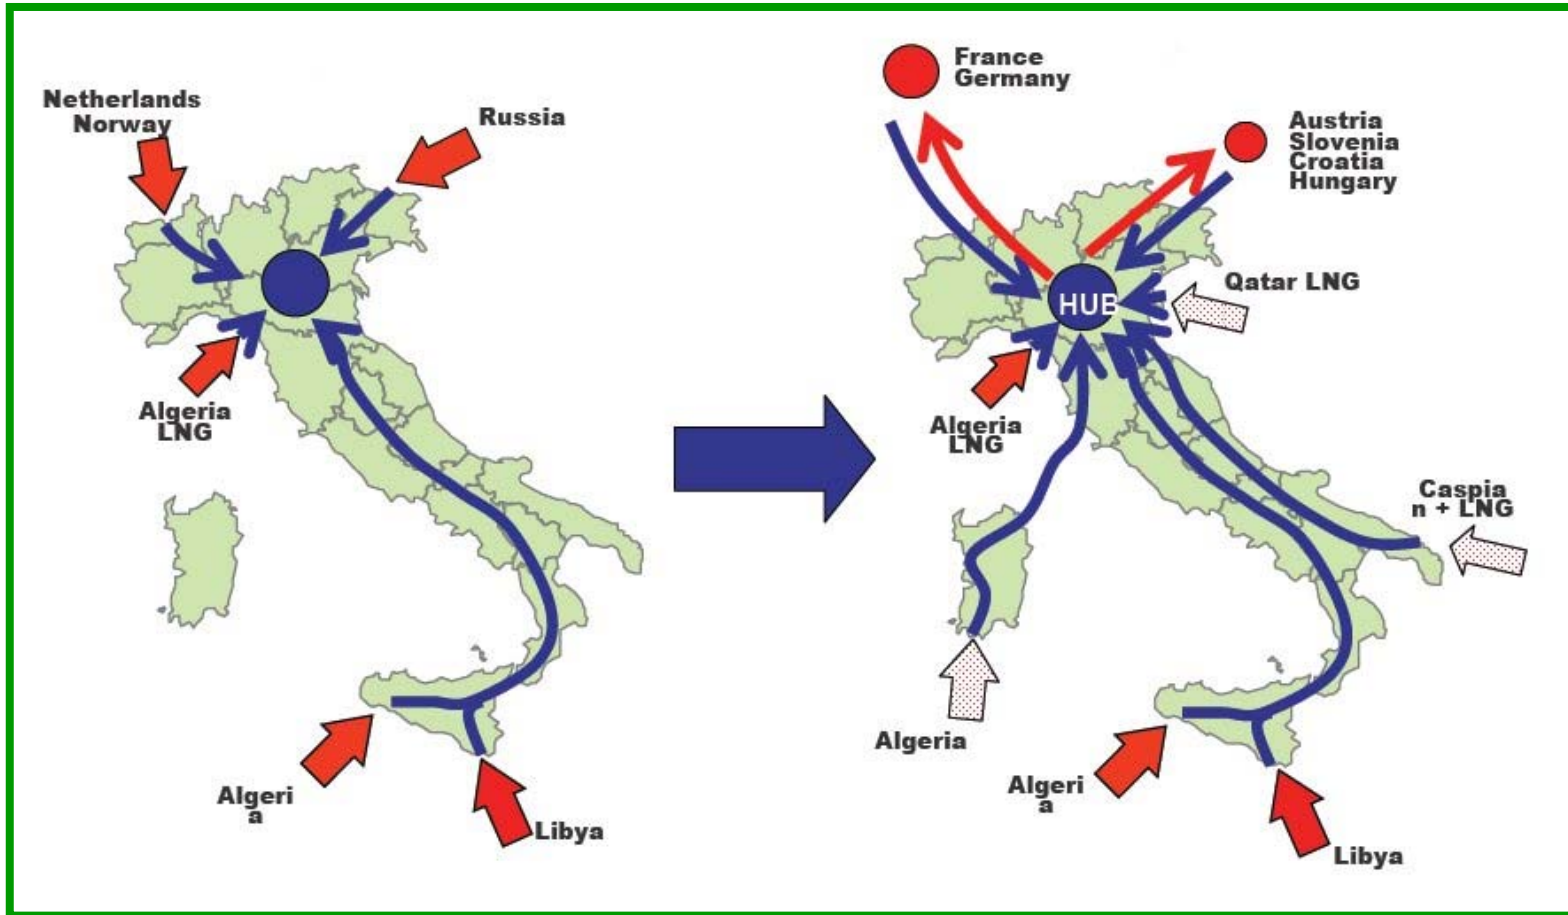 Netherlands
Norway
Russia
Algeria
LNG
Algeri
a
Libya
France
Germany
Austria
Slovenia
Croatia
Hungary
Qatar LNG
HUB
Algeria
LNG
Caspia
n + LNG
Algeria
Algeri
a
Libya